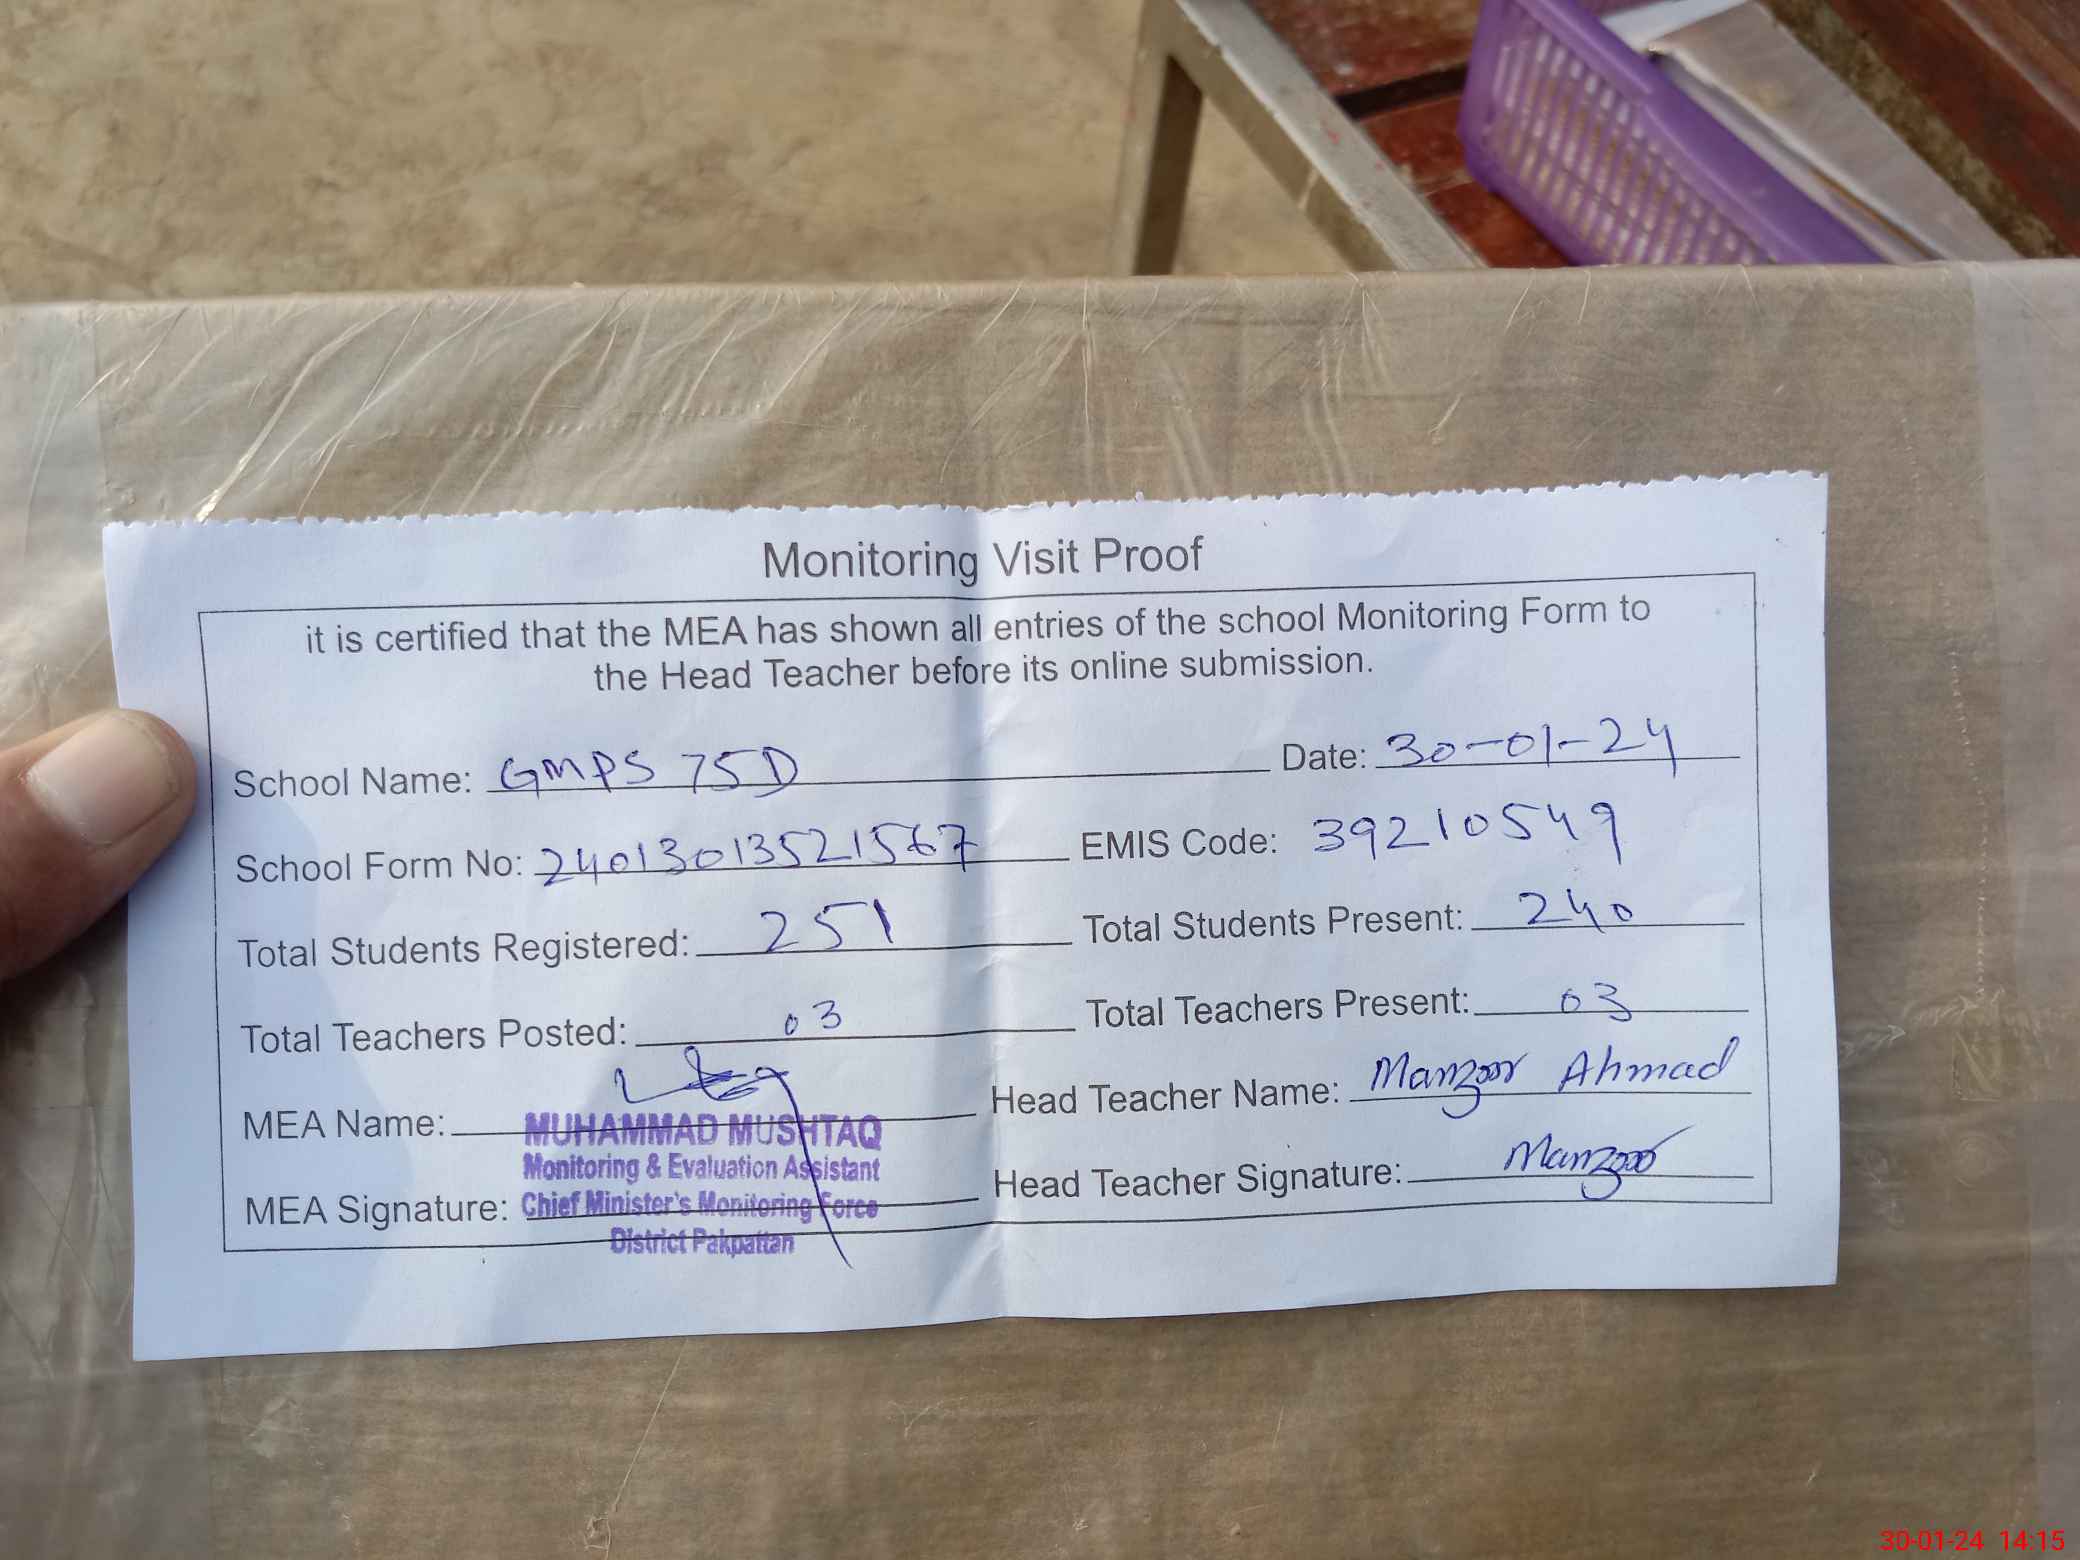 Monitoring Visit Proof
it is certified that the MEA has shown all entries of the school Monitoring Form to
the Head Teacher before its online submission.
School Name: GMPS 75D Date: 30-01-24
School Form No: 24013013521567 EMIS Code: 39210549
Total Students Registered: 251 Total Students Present: 240
Total Teachers Posted: 03 Total Teachers Present: 03
MEA Name: Head Teacher Name: Manzoor Ahmad
MUHAMMAD MUSHTAQ
Monitoring & Evaluation Assistant
MEA Signature: Head Teacher Signature: Manzoor
Chief Minister's Monitoring Force
District Pakpattan
30-01-24 14:15